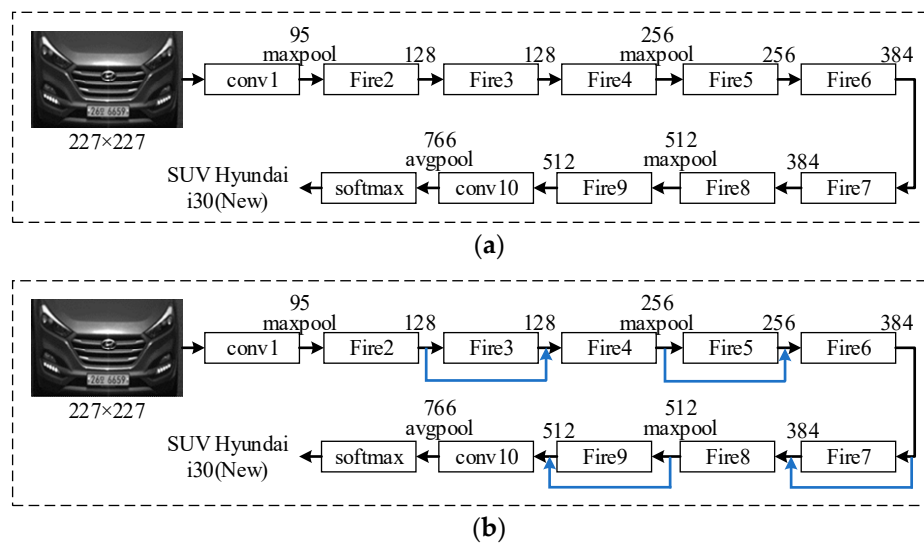 95 maxpool 128 128 256 maxpool 256 384
conv1 Fire2 Fire3 Fire4 Fire5 Fire6
227×227
766 avgpool 512 512 maxpool 384
SUV Hyundai i30(New) softmax conv10 Fire9 Fire8 Fire7
(a)
95 maxpool 128 128 256 maxpool 256 384
conv1 Fire2 Fire3 Fire4 Fire5 Fire6
227×227
766 avgpool 512 512 maxpool 384
SUV Hyundai i30(New) softmax conv10 Fire9 Fire8 Fire7
(b)